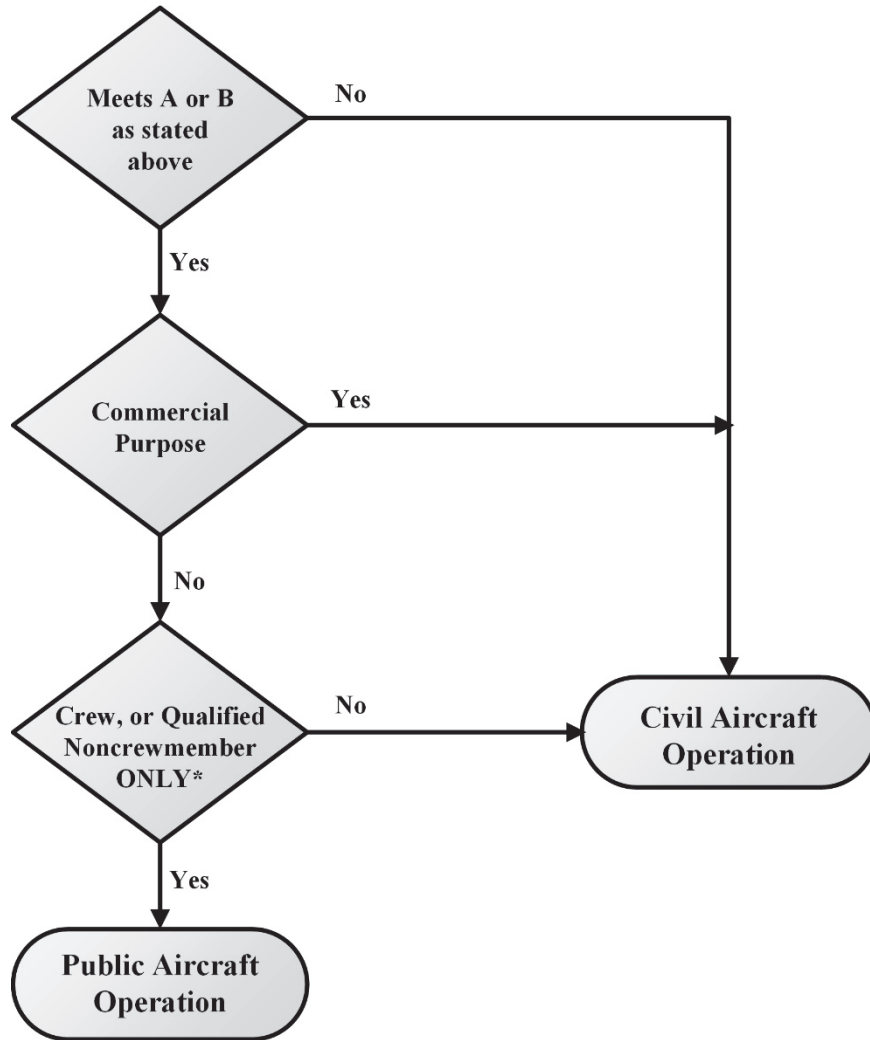 Meets A or B
as stated
above
No
Yes
Commercial
Purpose
Yes
No
Crew, or Qualified
Noncrewmember
ONLY*
No
Civil Aircraft
Operation
Yes
Public Aircraft
Operation